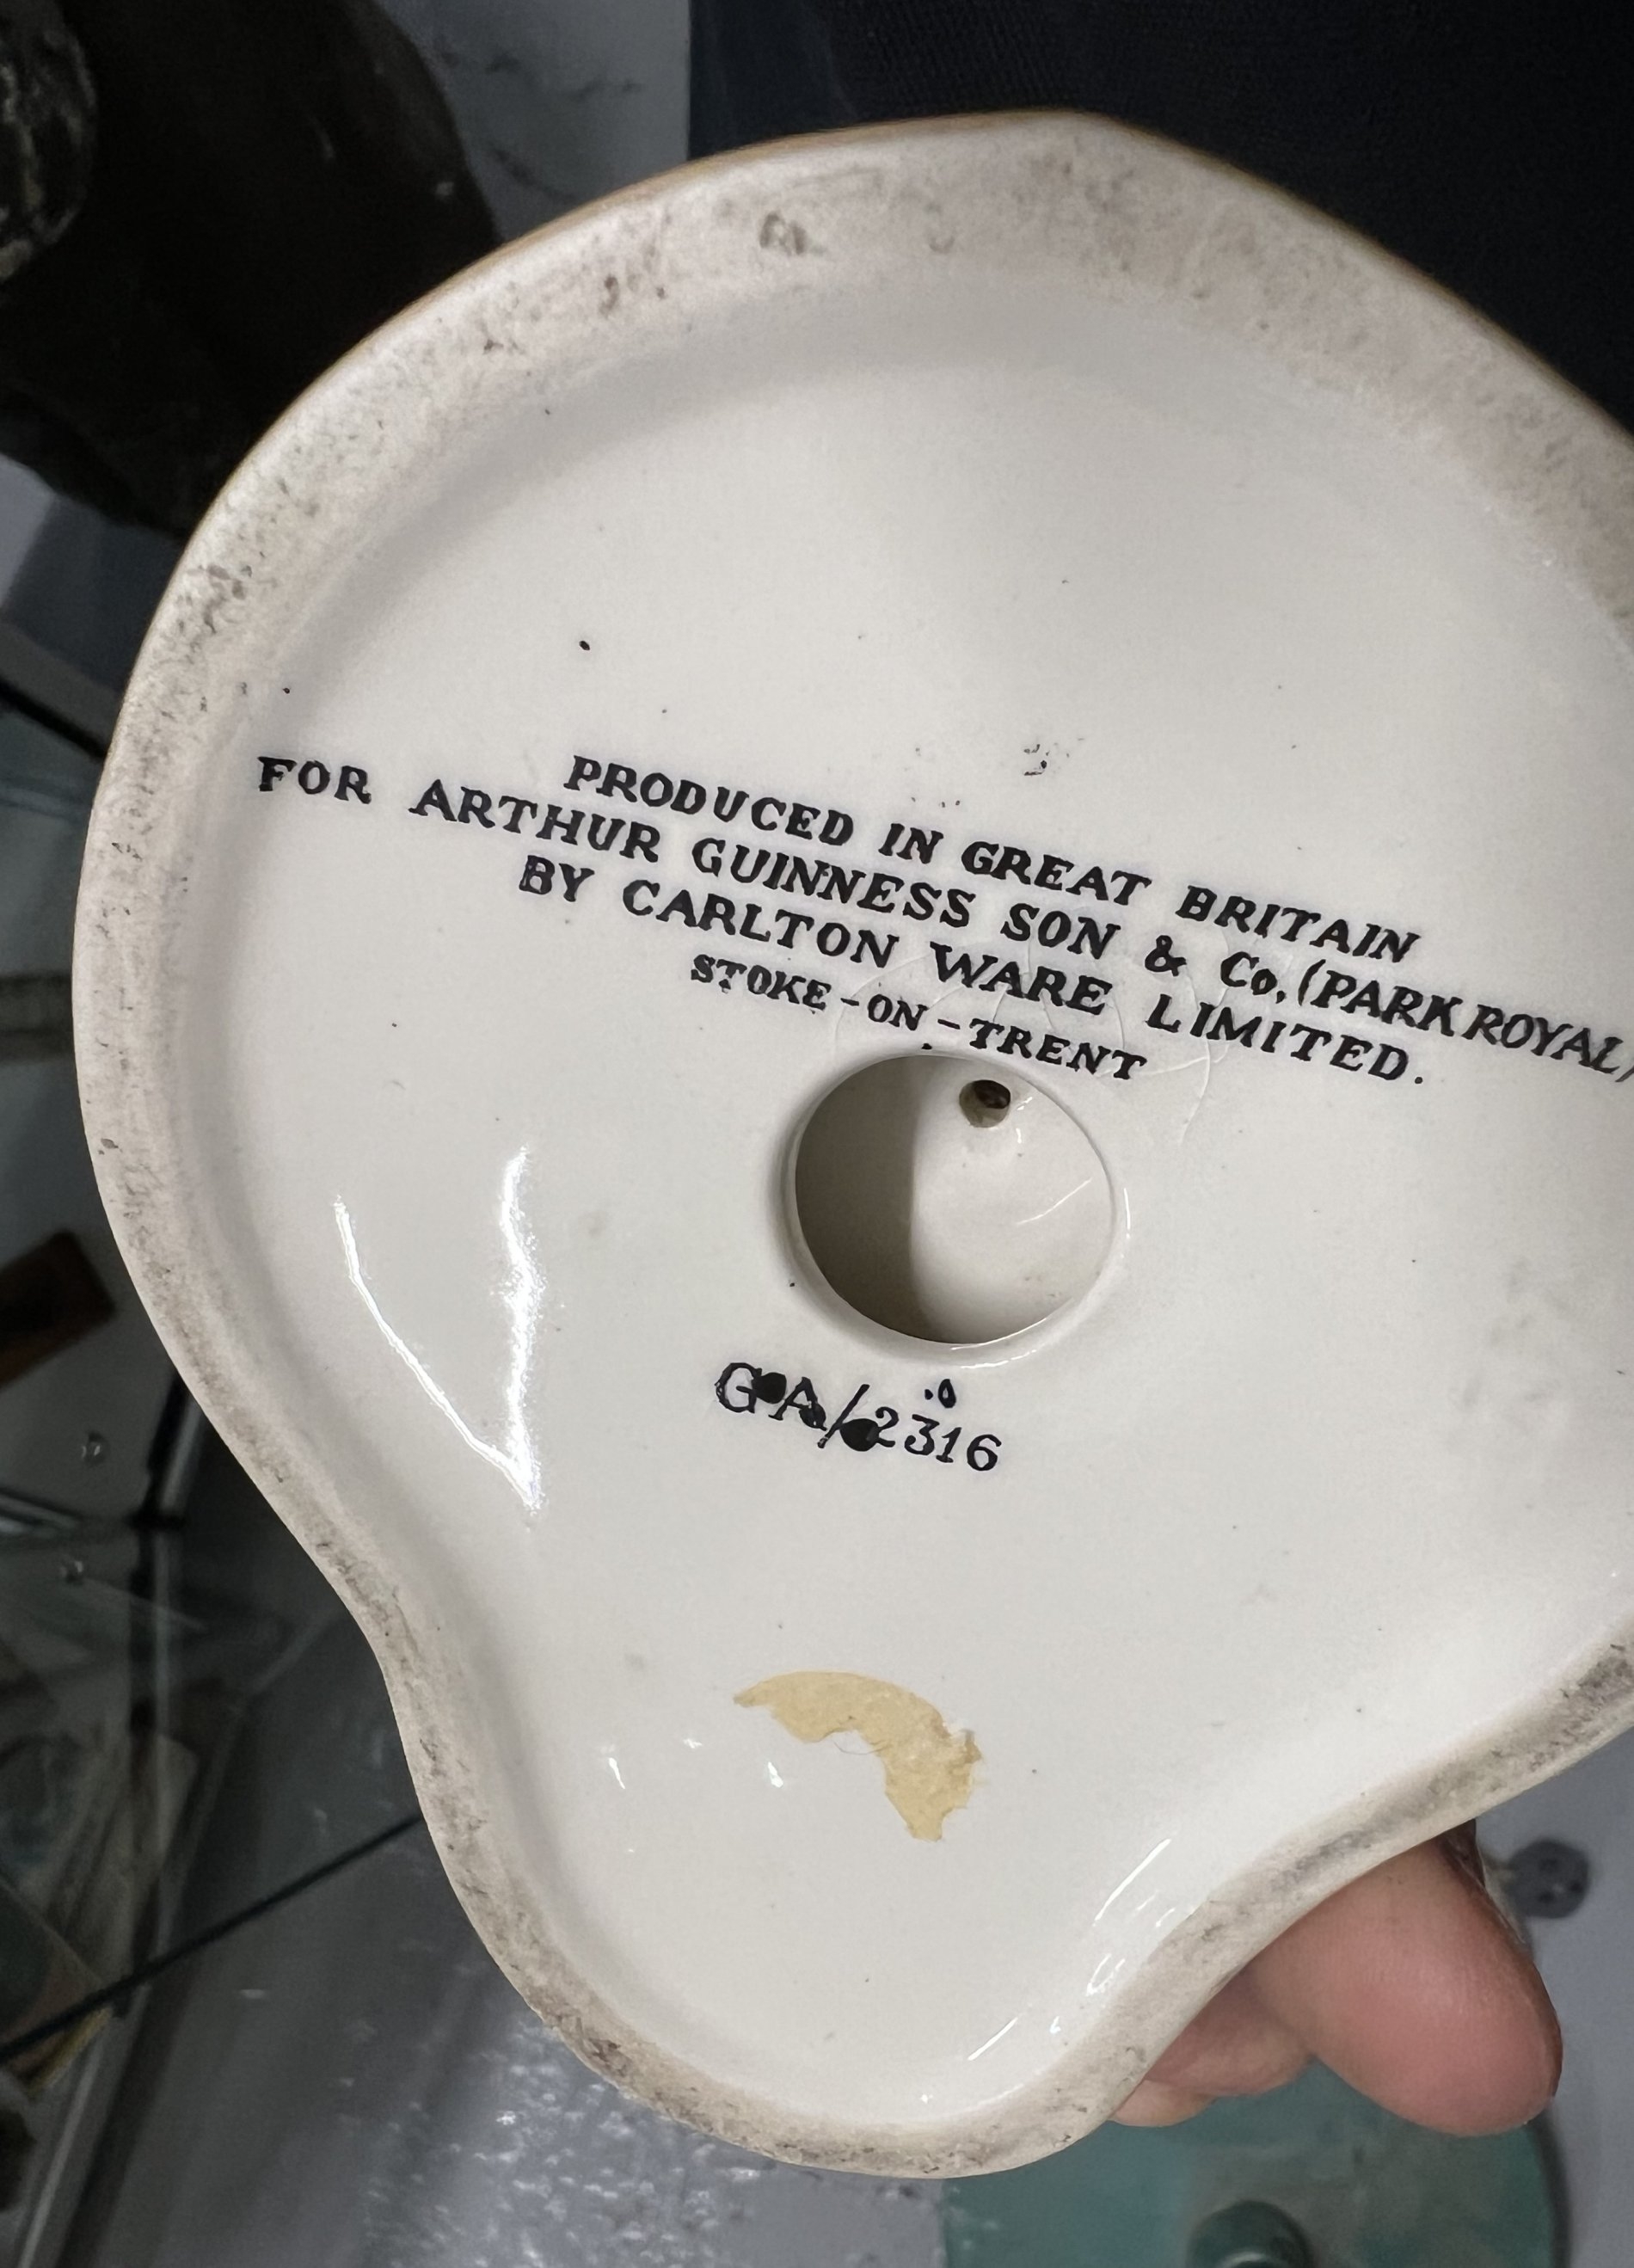 PRODUCED IN GREAT BRITAIN
FOR ARTHUR GUINNESS SON & Co. (PARK ROYAL)
BY CARLTON WARE LIMITED.
STOKE-ON-TRENT
GA/2316